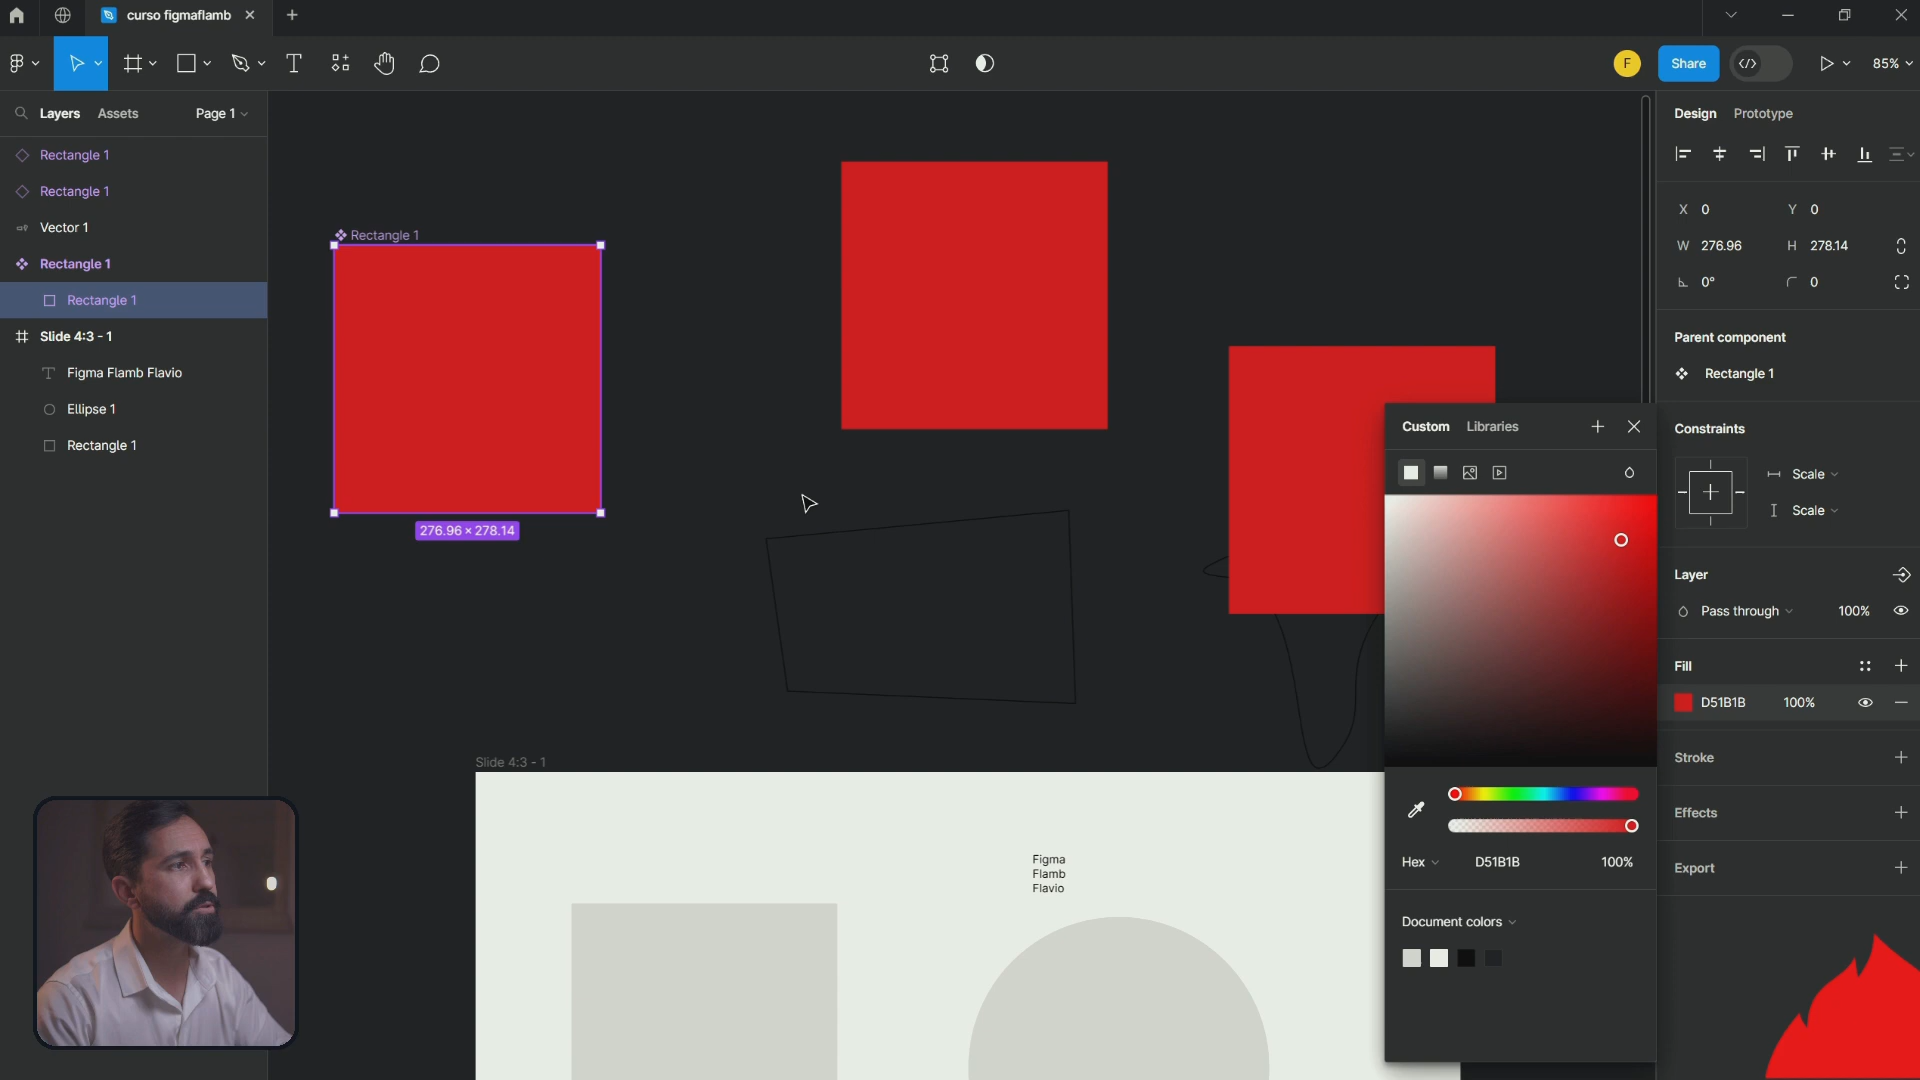 curso figmaflamb
F
Share
85%
Layers
Assets
Page 1
Rectangle 1
Rectangle 1
Vector 1
Rectangle 1
Rectangle 1
Slide 4:3 - 1
Figma Flamb Flavio
Ellipse 1
Rectangle 1
Rectangle 1
276.96 × 278.14
Slide 4:3 - 1
Figma
Flamb
Flavio
Custom
Libraries
Hex
D51B1B
100%
Document colors
Design
Prototype
X 0
Y 0
W 276.96
H 278.14
0°
0
Parent component
Rectangle 1
Constraints
Scale
Scale
Layer
Pass through
100%
Fill
D51B1B
100%
Stroke
Effects
Export